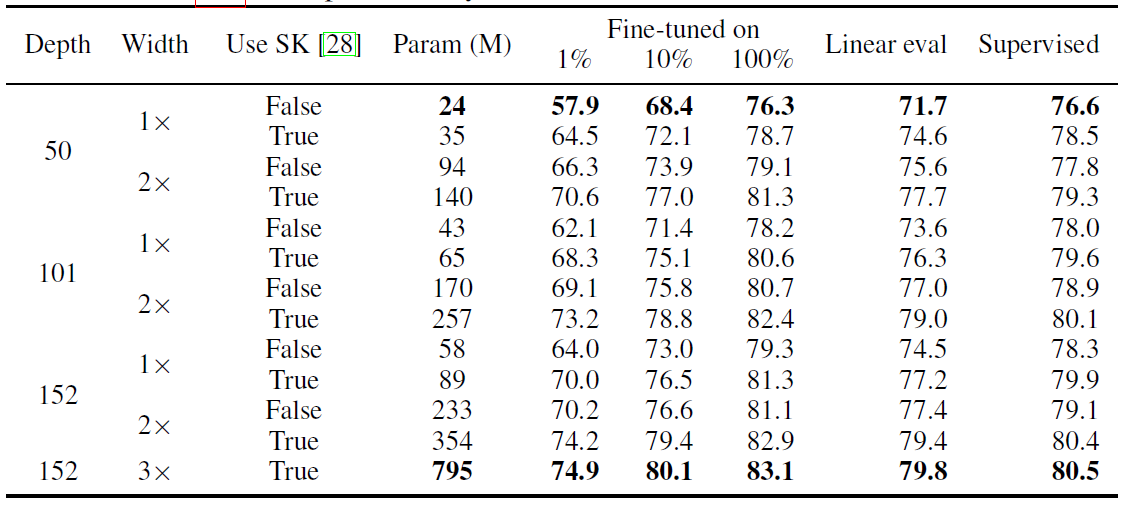 Depth Width Use SK [28] Param (M) Fine-tuned on Linear eval Supervised
1% 10% 100%
50 1× False 24 57.9 68.4 76.3 71.7 76.6
True 35 64.5 72.1 78.7 74.6 78.5
2× False 94 66.3 73.9 79.1 75.6 77.8
True 140 70.6 77.0 81.3 77.7 79.3
101 1× False 43 62.1 71.4 78.2 73.6 78.0
True 65 68.3 75.1 80.6 76.3 79.6
2× False 170 69.1 75.8 80.7 77.0 78.9
True 257 73.2 78.8 82.4 79.0 80.1
152 1× False 58 64.0 73.0 79.3 74.5 78.3
True 89 70.0 76.5 81.3 77.2 79.9
2× False 233 70.2 76.6 81.1 77.4 79.1
True 354 74.2 79.4 82.9 79.4 80.4
152 3× True 795 74.9 80.1 83.1 79.8 80.5